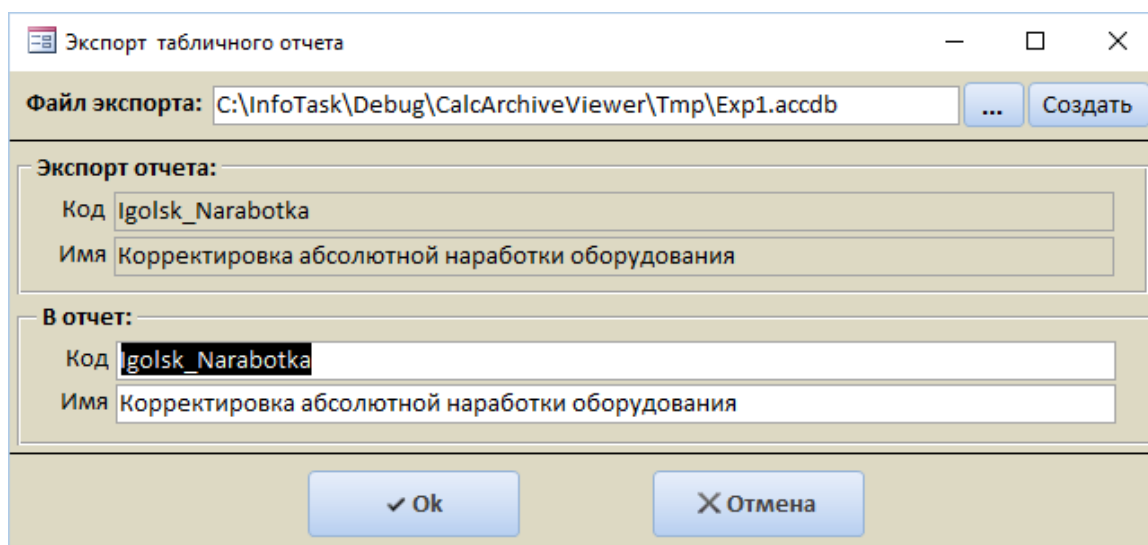 Экспорт табличного отчета
Файл экспорта: C:\InfoTask\Debug\CalcArchiveViewer\Tmp\Exp1.accdb ... Создать
Экспорт отчета:
Код Igolsk_Narabotka
Имя Корректировка абсолютной наработки оборудования
В отчет:
Код Igolsk_Narabotka
Имя Корректировка абсолютной наработки оборудования
Ok Отмена